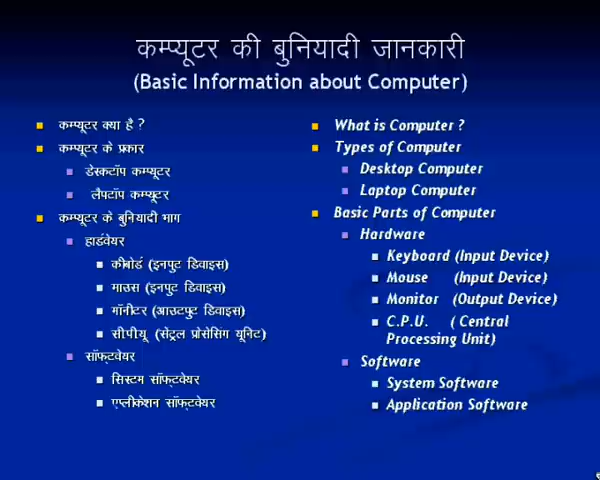 कम्प्यूटर की बुनियादी जानकारी
(Basic Information about Computer)
कम्प्यूटर क्या है ?
कम्प्यूटर के प्रकार
डेस्कटॉप कम्प्यूटर
लैपटॉप कम्प्यूटर
कम्प्यूटर के बुनियादी भाग
हार्डवेयर
कीबोर्ड (इनपुट डिवाइस)
माउस (इनपुट डिवाइस)
मॉनीटर (आउटपुट डिवाइस)
सीपीयू (सेंट्रल प्रोसेसिंग यूनिट)
सॉफ्टवेयर
सिस्टम सॉफ्टवेयर
एप्लीकेशन सॉफ्टवेयर
What is Computer ?
Types of Computer
Desktop Computer
Laptop Computer
Basic Parts of Computer
Hardware
Keyboard (Input Device)
Mouse (Input Device)
Monitor (Output Device)
C.P.U. ( Central
Processing Unit)
Software
System Software
Application Software